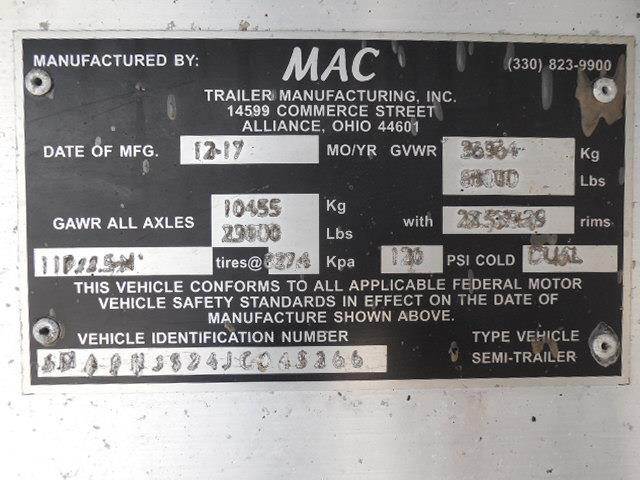 MANUFACTURED BY: MAC (330) 823-9900
TRAILER MANUFACTURING, INC.
14599 COMMERCE STREET
ALLIANCE, OHIO 44601
DATE OF MFG. 12-17 MO/YR GVWR Kg
Lbs
GAWR ALL AXLES 10455 Kg
23000 Lbs with rims
tires@ Kpa 120 PSI COLD DUAL
THIS VEHICLE CONFORMS TO ALL APPLICABLE FEDERAL MOTOR
VEHICLE SAFETY STANDARDS IN EFFECT ON THE DATE OF
MANUFACTURE SHOWN ABOVE.
VEHICLE IDENTIFICATION NUMBER TYPE VEHICLE
SEMI-TRAILER